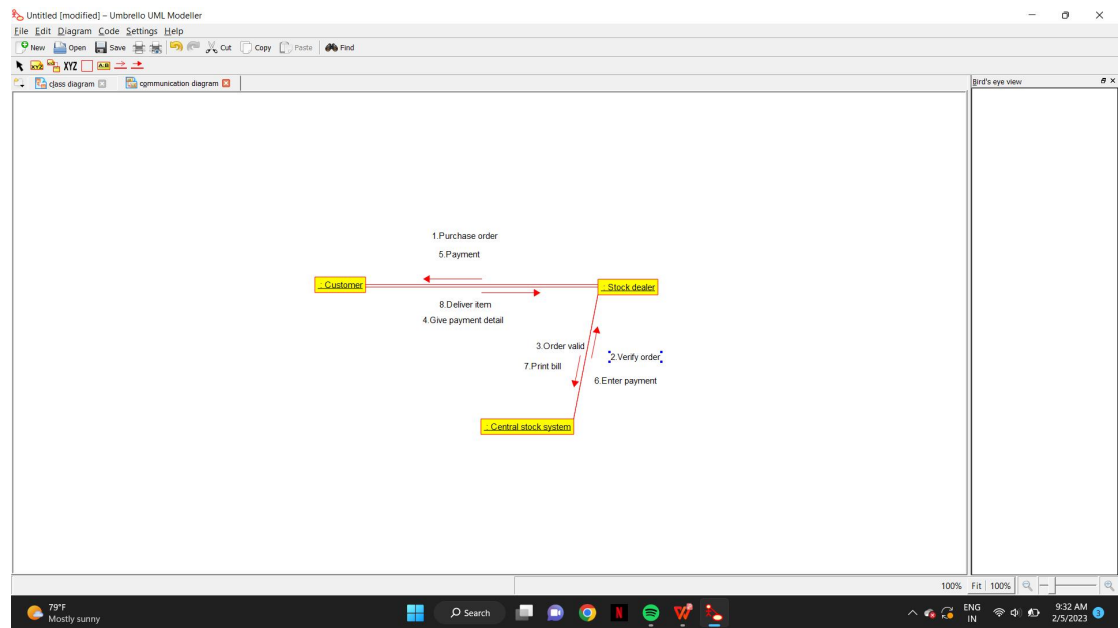 Untitled [modified] – Umbrello UML Modeller
File Edit Diagram Code Settings Help
New Open Save Cut Copy Paste Find
XYZ A.B
class diagram communication diagram Bird's eye view
1.Purchase order
5.Payment
: Customer : Stock dealer
8.Deliver item
4.Give payment detail
3.Order valid
2.Verify order
7.Print bill
6.Enter payment
: Central stock system
100% Fit 100%
79°F
Mostly sunny
Search
ENG
IN
9:32 AM
2/5/2023
3